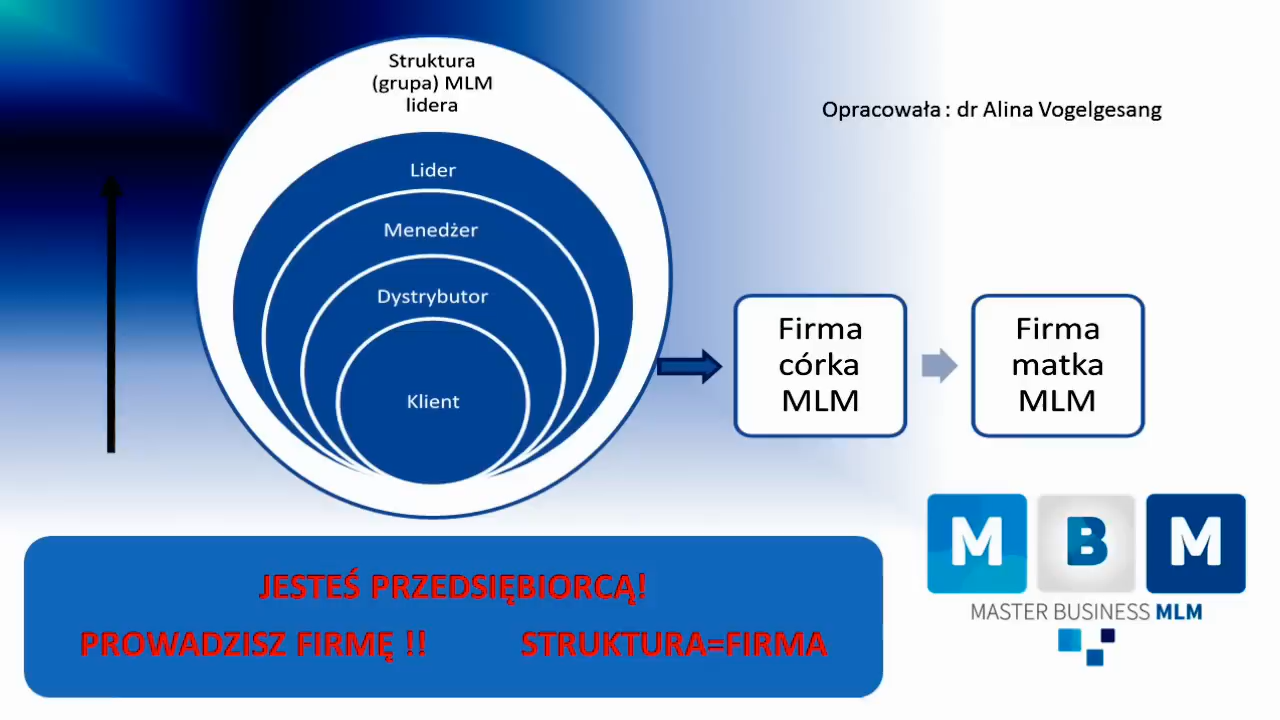 Struktura
(grupa) MLM
lidera
Opracowała : dr Alina Vogelgesang
Lider
Menedżer
Dystrybutor
Klient
Firma
córka
MLM
Firma
matka
MLM
M B M
MASTER BUSINESS MLM
JESTEŚ PRZEDSIĘBIORCĄ!
PROWADZISZ FIRMĘ !! STRUKTURA=FIRMA